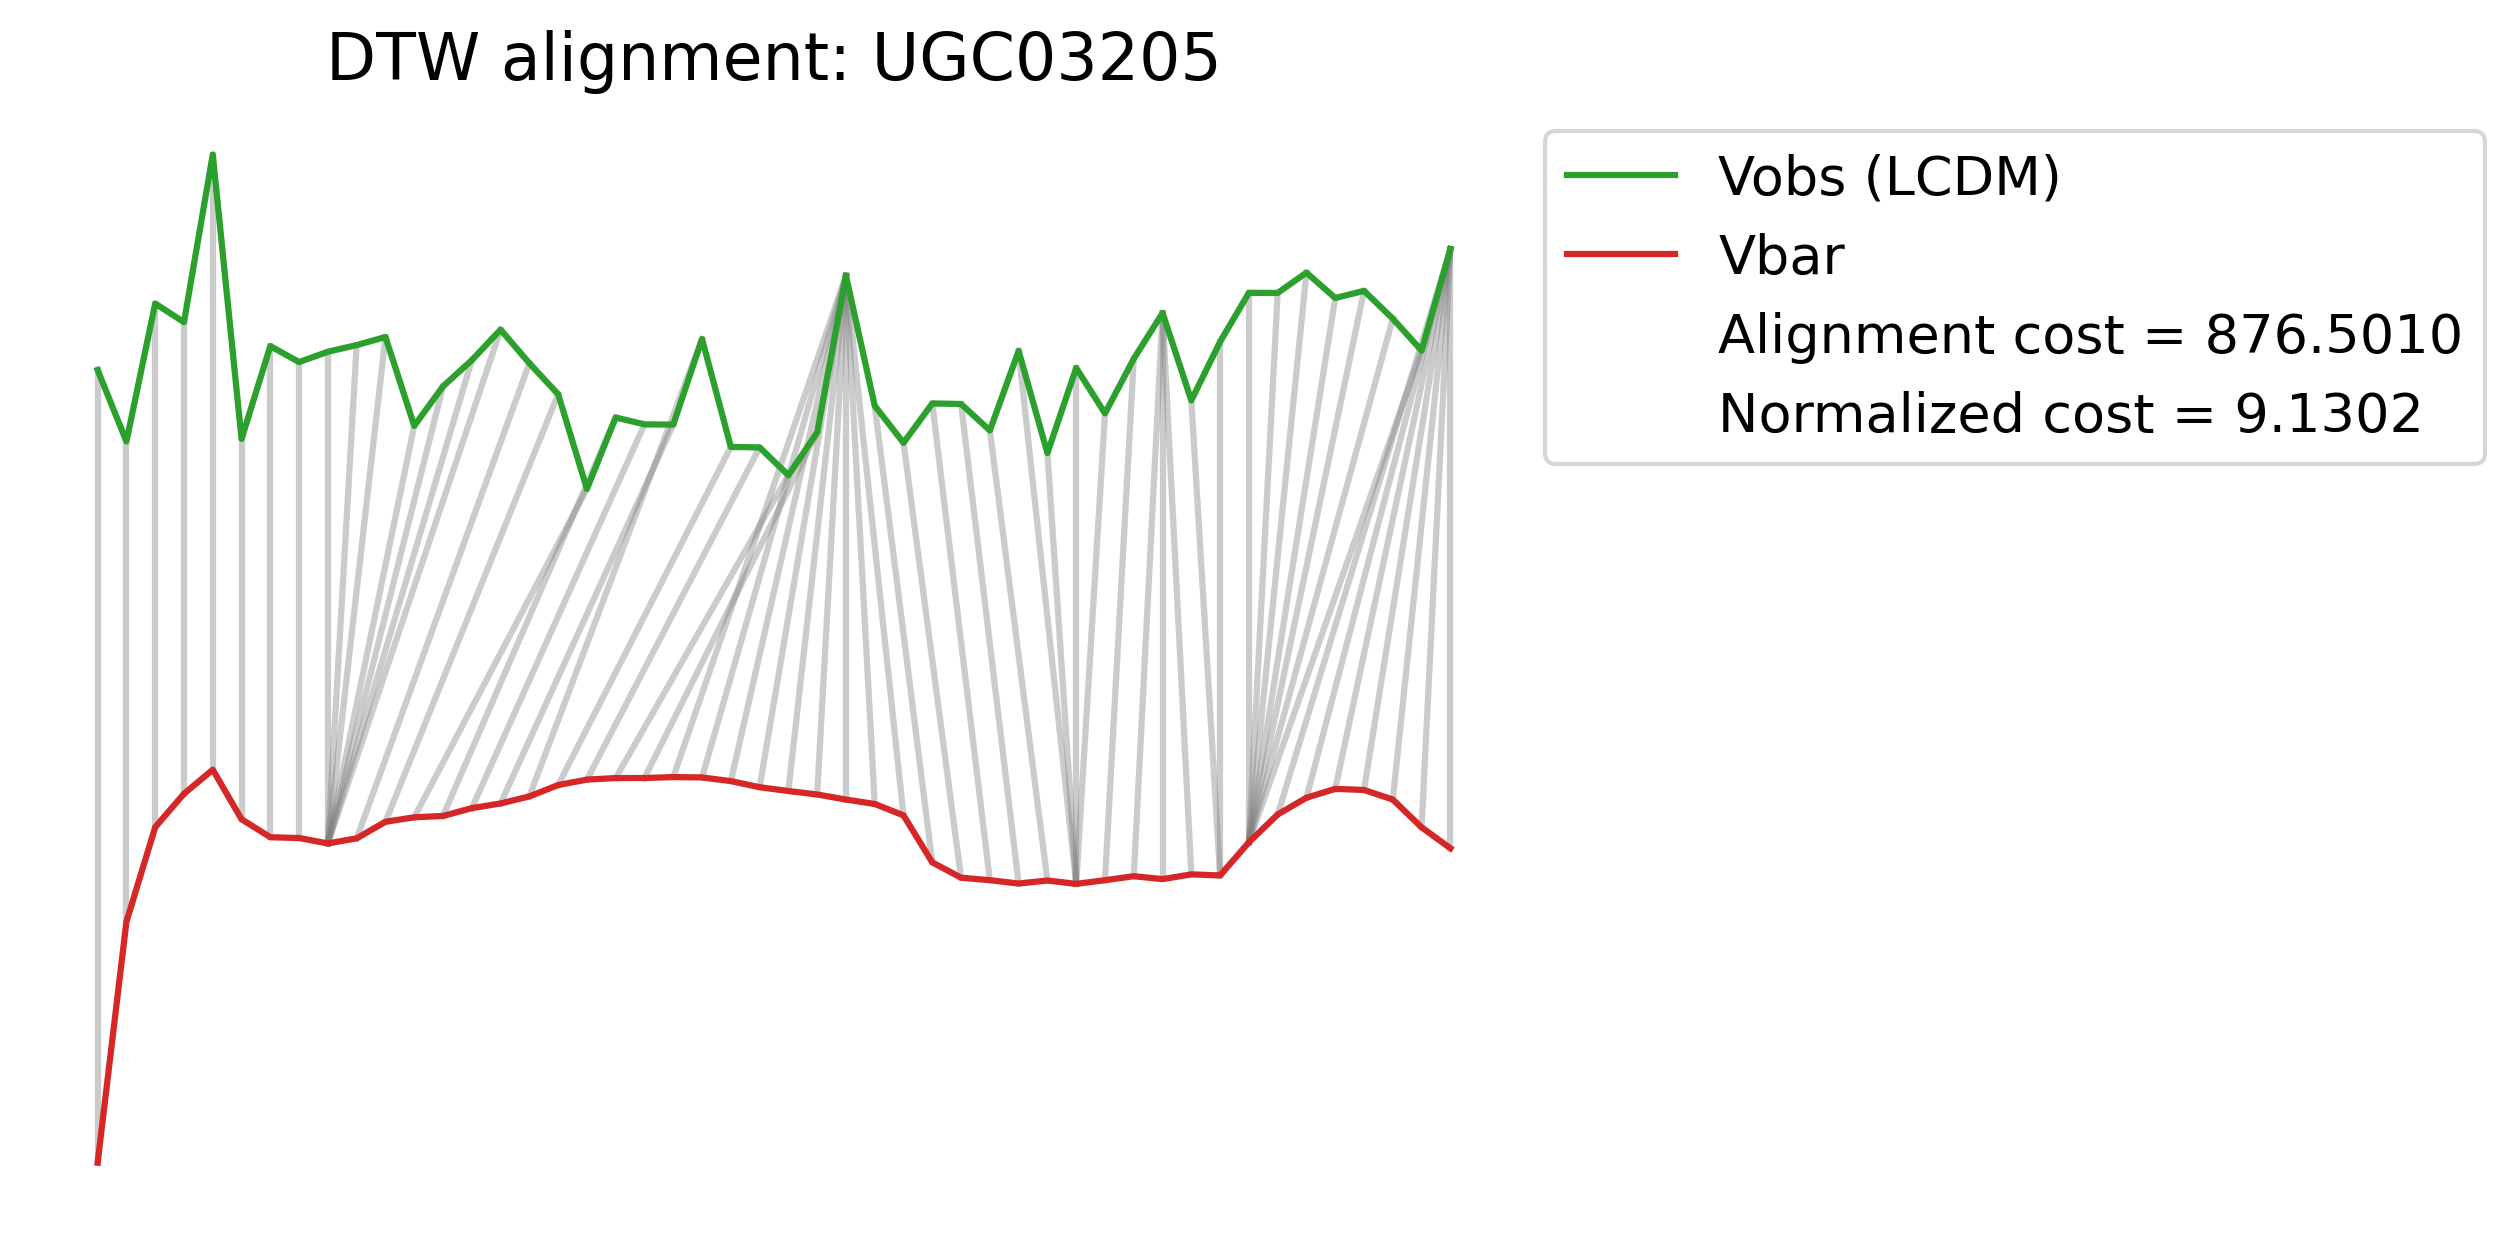 DTW alignment: UGC03205
Vobs (LCDM)
Vbar
Alignment cost = 876.5010
Normalized cost = 9.1302